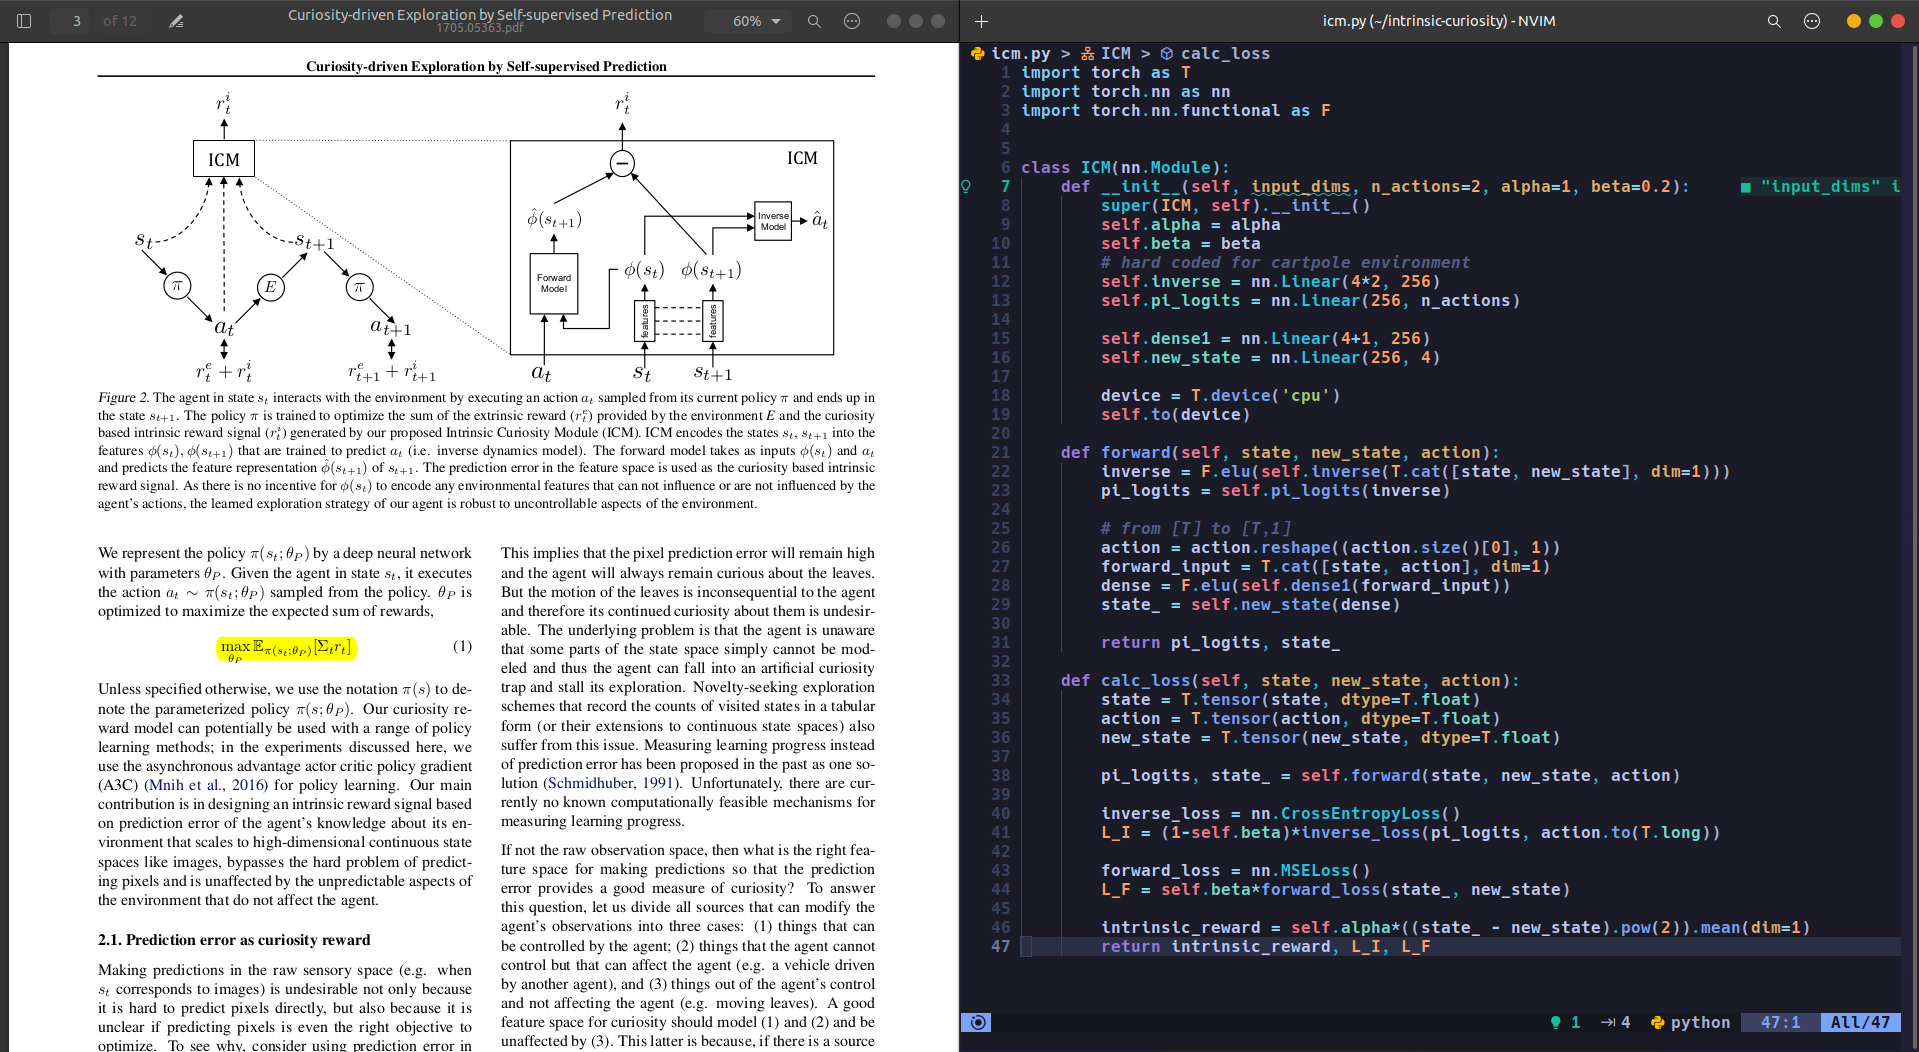 3 of 12
Curiosity-driven Exploration by Self-supervised Prediction
1705.05363.pdf
60%
Curiosity-driven Exploration by Self-supervised Prediction
r_t^i
ICM
s_t
s_{t+1}
π
E
π
a_t
a_{t+1}
r_t^e + r_t^i
r_{t+1}^e + r_{t+1}^i
r_t^i
ICM
−
ϕ̂(s_{t+1})
Inverse
Model
â_t
Forward
Model
ϕ(s_t) ϕ(s_{t+1})
features
features
a_t
s_t
s_{t+1}
Figure 2. The agent in state s_t interacts with the environment by executing an action a_t sampled from its current policy π and ends up in
the state s_{t+1}. The policy π is trained to optimize the sum of the extrinsic reward (r_t^e) provided by the environment E and the curiosity
based intrinsic reward signal (r_t^i) generated by our proposed Intrinsic Curiosity Module (ICM). ICM encodes the states s_t, s_{t+1} into the
features ϕ(s_t), ϕ(s_{t+1}) that are trained to predict a_t (i.e. inverse dynamics model). The forward model takes as inputs ϕ(s_t) and a_t
and predicts the feature representation ϕ̂(s_{t+1}) of s_{t+1}. The prediction error in the feature space is used as the curiosity based intrinsic
reward signal. As there is no incentive for ϕ(s_t) to encode any environmental features that can not influence or are not influenced by the
agent's actions, the learned exploration strategy of our agent is robust to uncontrollable aspects of the environment.
We represent the policy π(s_t; θ_P) by a deep neural network
with parameters θ_P. Given the agent in state s_t, it executes
the action a_t ∼ π(s_t; θ_P) sampled from the policy. θ_P is
optimized to maximize the expected sum of rewards,
max_{θ_P} 𝔼_{π(s_t;θ_P)}[Σ_t r_t] (1)
Unless specified otherwise, we use the notation π(s) to de-
note the parameterized policy π(s; θ_P). Our curiosity re-
ward model can potentially be used with a range of policy
learning methods; in the experiments discussed here, we
use the asynchronous advantage actor critic policy gradient
(A3C) (Mnih et al., 2016) for policy learning. Our main
contribution is in designing an intrinsic reward signal based
on prediction error of the agent's knowledge about its en-
vironment that scales to high-dimensional continuous state
spaces like images, bypasses the hard problem of predict-
ing pixels and is unaffected by the unpredictable aspects of
the environment that do not affect the agent.
2.1. Prediction error as curiosity reward
Making predictions in the raw sensory space (e.g. when
s_t corresponds to images) is undesirable not only because
it is hard to predict pixels directly, but also because it is
unclear if predicting pixels is even the right objective to
optimize. To see why, consider using prediction error in
This implies that the pixel prediction error will remain high
and the agent will always remain curious about the leaves.
But the motion of the leaves is inconsequential to the agent
and therefore its continued curiosity about them is undesir-
able. The underlying problem is that the agent is unaware
that some parts of the state space simply cannot be mod-
eled and thus the agent can fall into an artificial curiosity
trap and stall its exploration. Novelty-seeking exploration
schemes that record the counts of visited states in a tabular
form (or their extensions to continuous state spaces) also
suffer from this issue. Measuring learning progress instead
of prediction error has been proposed in the past as one so-
lution (Schmidhuber, 1991). Unfortunately, there are cur-
rently no known computationally feasible mechanisms for
measuring learning progress.
If not the raw observation space, then what is the right fea-
ture space for making predictions so that the prediction
error provides a good measure of curiosity? To answer
this question, let us divide all sources that can modify the
agent's observations into three cases: (1) things that can
be controlled by the agent; (2) things that the agent cannot
control but that can affect the agent (e.g. a vehicle driven
by another agent), and (3) things out of the agent's control
and not affecting the agent (e.g. moving leaves). A good
feature space for curiosity should model (1) and (2) and be
unaffected by (3). This latter is because, if there is a source
icm.py (~/intrinsic-curiosity) - NVIM
icm.py > ICM > calc_loss
1 import torch as T
2 import torch.nn as nn
3 import torch.nn.functional as F
4
5
6 class ICM(nn.Module):
7     def __init__(self, input_dims, n_actions=2, alpha=1, beta=0.2):     ■ "input_dims" i
8         super(ICM, self).__init__()
9         self.alpha = alpha
10         self.beta = beta
11         # hard coded for cartpole environment
12         self.inverse = nn.Linear(4*2, 256)
13         self.pi_logits = nn.Linear(256, n_actions)
14
15         self.dense1 = nn.Linear(4+1, 256)
16         self.new_state = nn.Linear(256, 4)
17
18         device = T.device('cpu')
19         self.to(device)
20
21     def forward(self, state, new_state, action):
22         inverse = F.elu(self.inverse(T.cat([state, new_state], dim=1)))
23         pi_logits = self.pi_logits(inverse)
24
25         # from [T] to [T,1]
26         action = action.reshape((action.size()[0], 1))
27         forward_input = T.cat([state, action], dim=1)
28         dense = F.elu(self.dense1(forward_input))
29         state_ = self.new_state(dense)
30
31         return pi_logits, state_
32
33     def calc_loss(self, state, new_state, action):
34         state = T.tensor(state, dtype=T.float)
35         action = T.tensor(action, dtype=T.float)
36         new_state = T.tensor(new_state, dtype=T.float)
37
38         pi_logits, state_ = self.forward(state, new_state, action)
39
40         inverse_loss = nn.CrossEntropyLoss()
41         L_I = (1-self.beta)*inverse_loss(pi_logits, action.to(T.long))
42
43         forward_loss = nn.MSELoss()
44         L_F = self.beta*forward_loss(state_, new_state)
45
46         intrinsic_reward = self.alpha*((state_ - new_state).pow(2)).mean(dim=1)
47         return intrinsic_reward, L_I, L_F
1 4 python 47:1 All/47